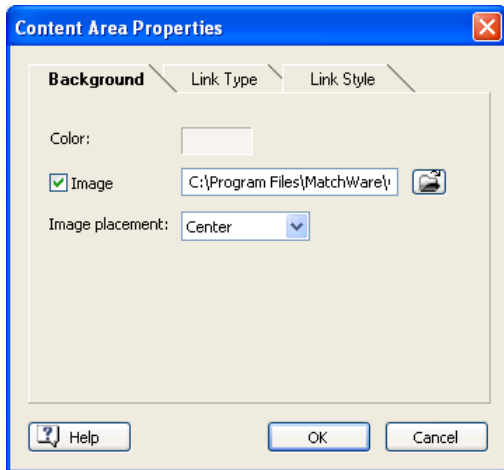 Content Area Properties
Background Link Type Link Style
Color:
Image C:\Program Files\MatchWare\
Image placement: Center
Help OK Cancel